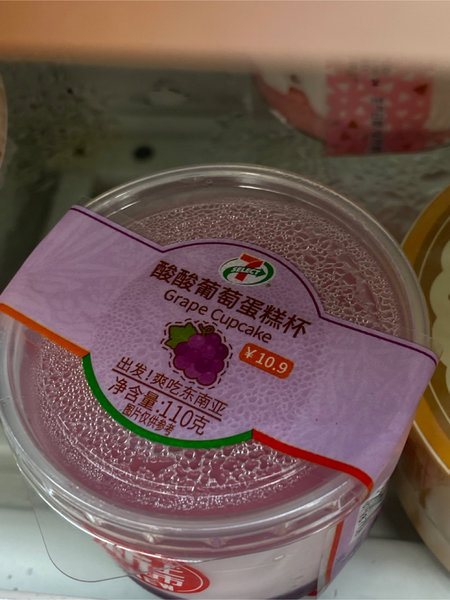 7
SELECT
酸酸葡萄蛋糕杯
Grape Cupcake
¥10.9
出发!爽吃东南亚
净含量:110克
图片仅供参考